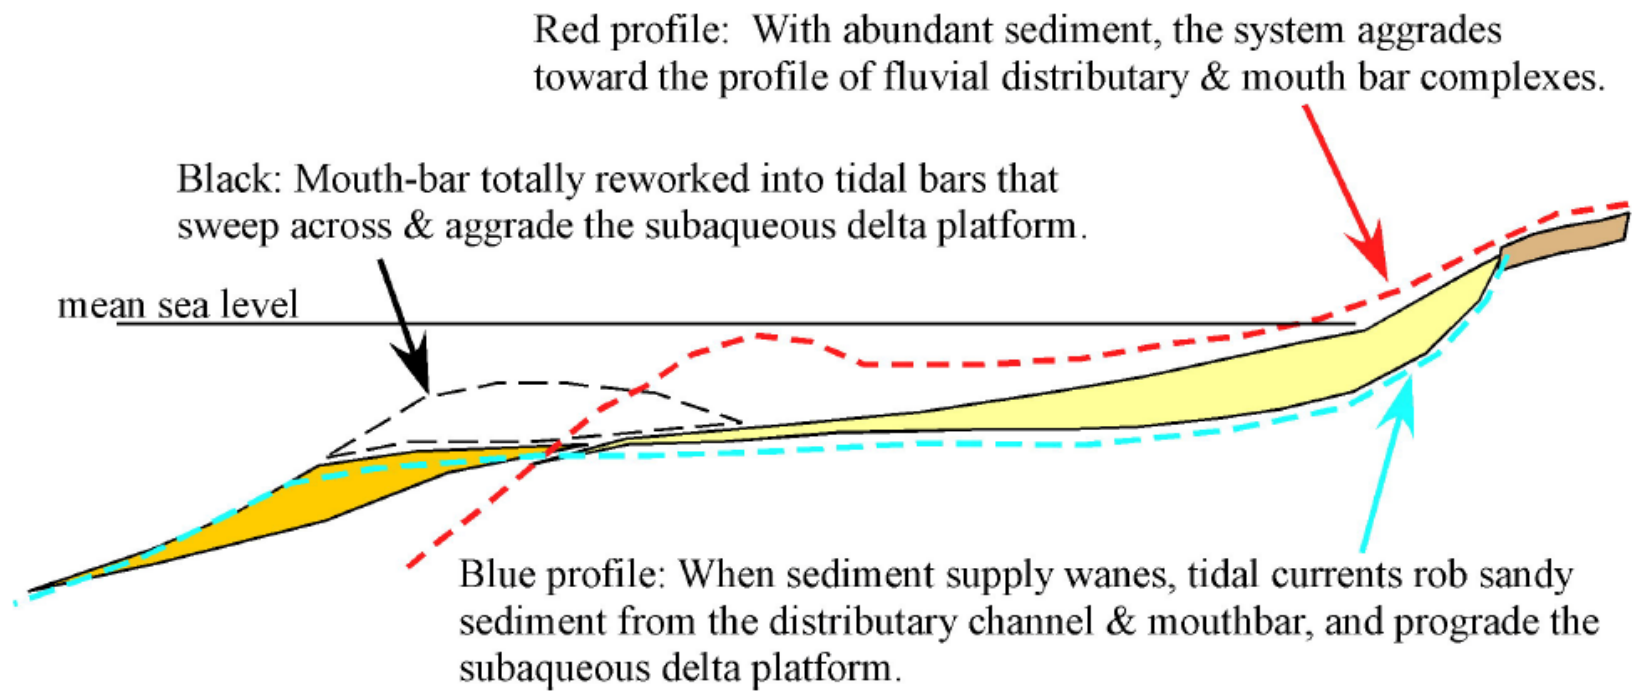 Red profile:  With abundant sediment, the system aggrades
toward the profile of fluvial distributary & mouth bar complexes.
Black: Mouth-bar totally reworked into tidal bars that
sweep across & aggrade the subaqueous delta platform.
mean sea level
Blue profile: When sediment supply wanes, tidal currents rob sandy
sediment from the distributary channel & mouthbar, and prograde the
subaqueous delta platform.